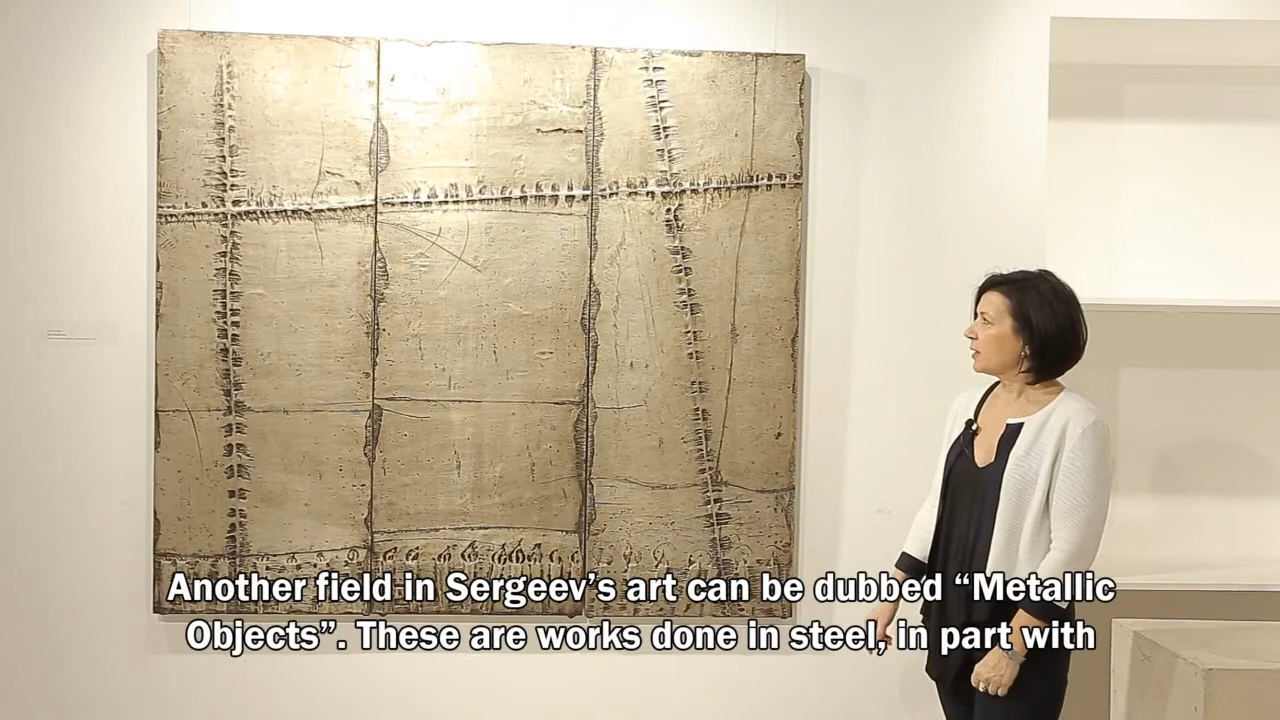 Another field in Sergeev’s art can be dubbed “Metallic
Objects”. These are works done in steel, in part with